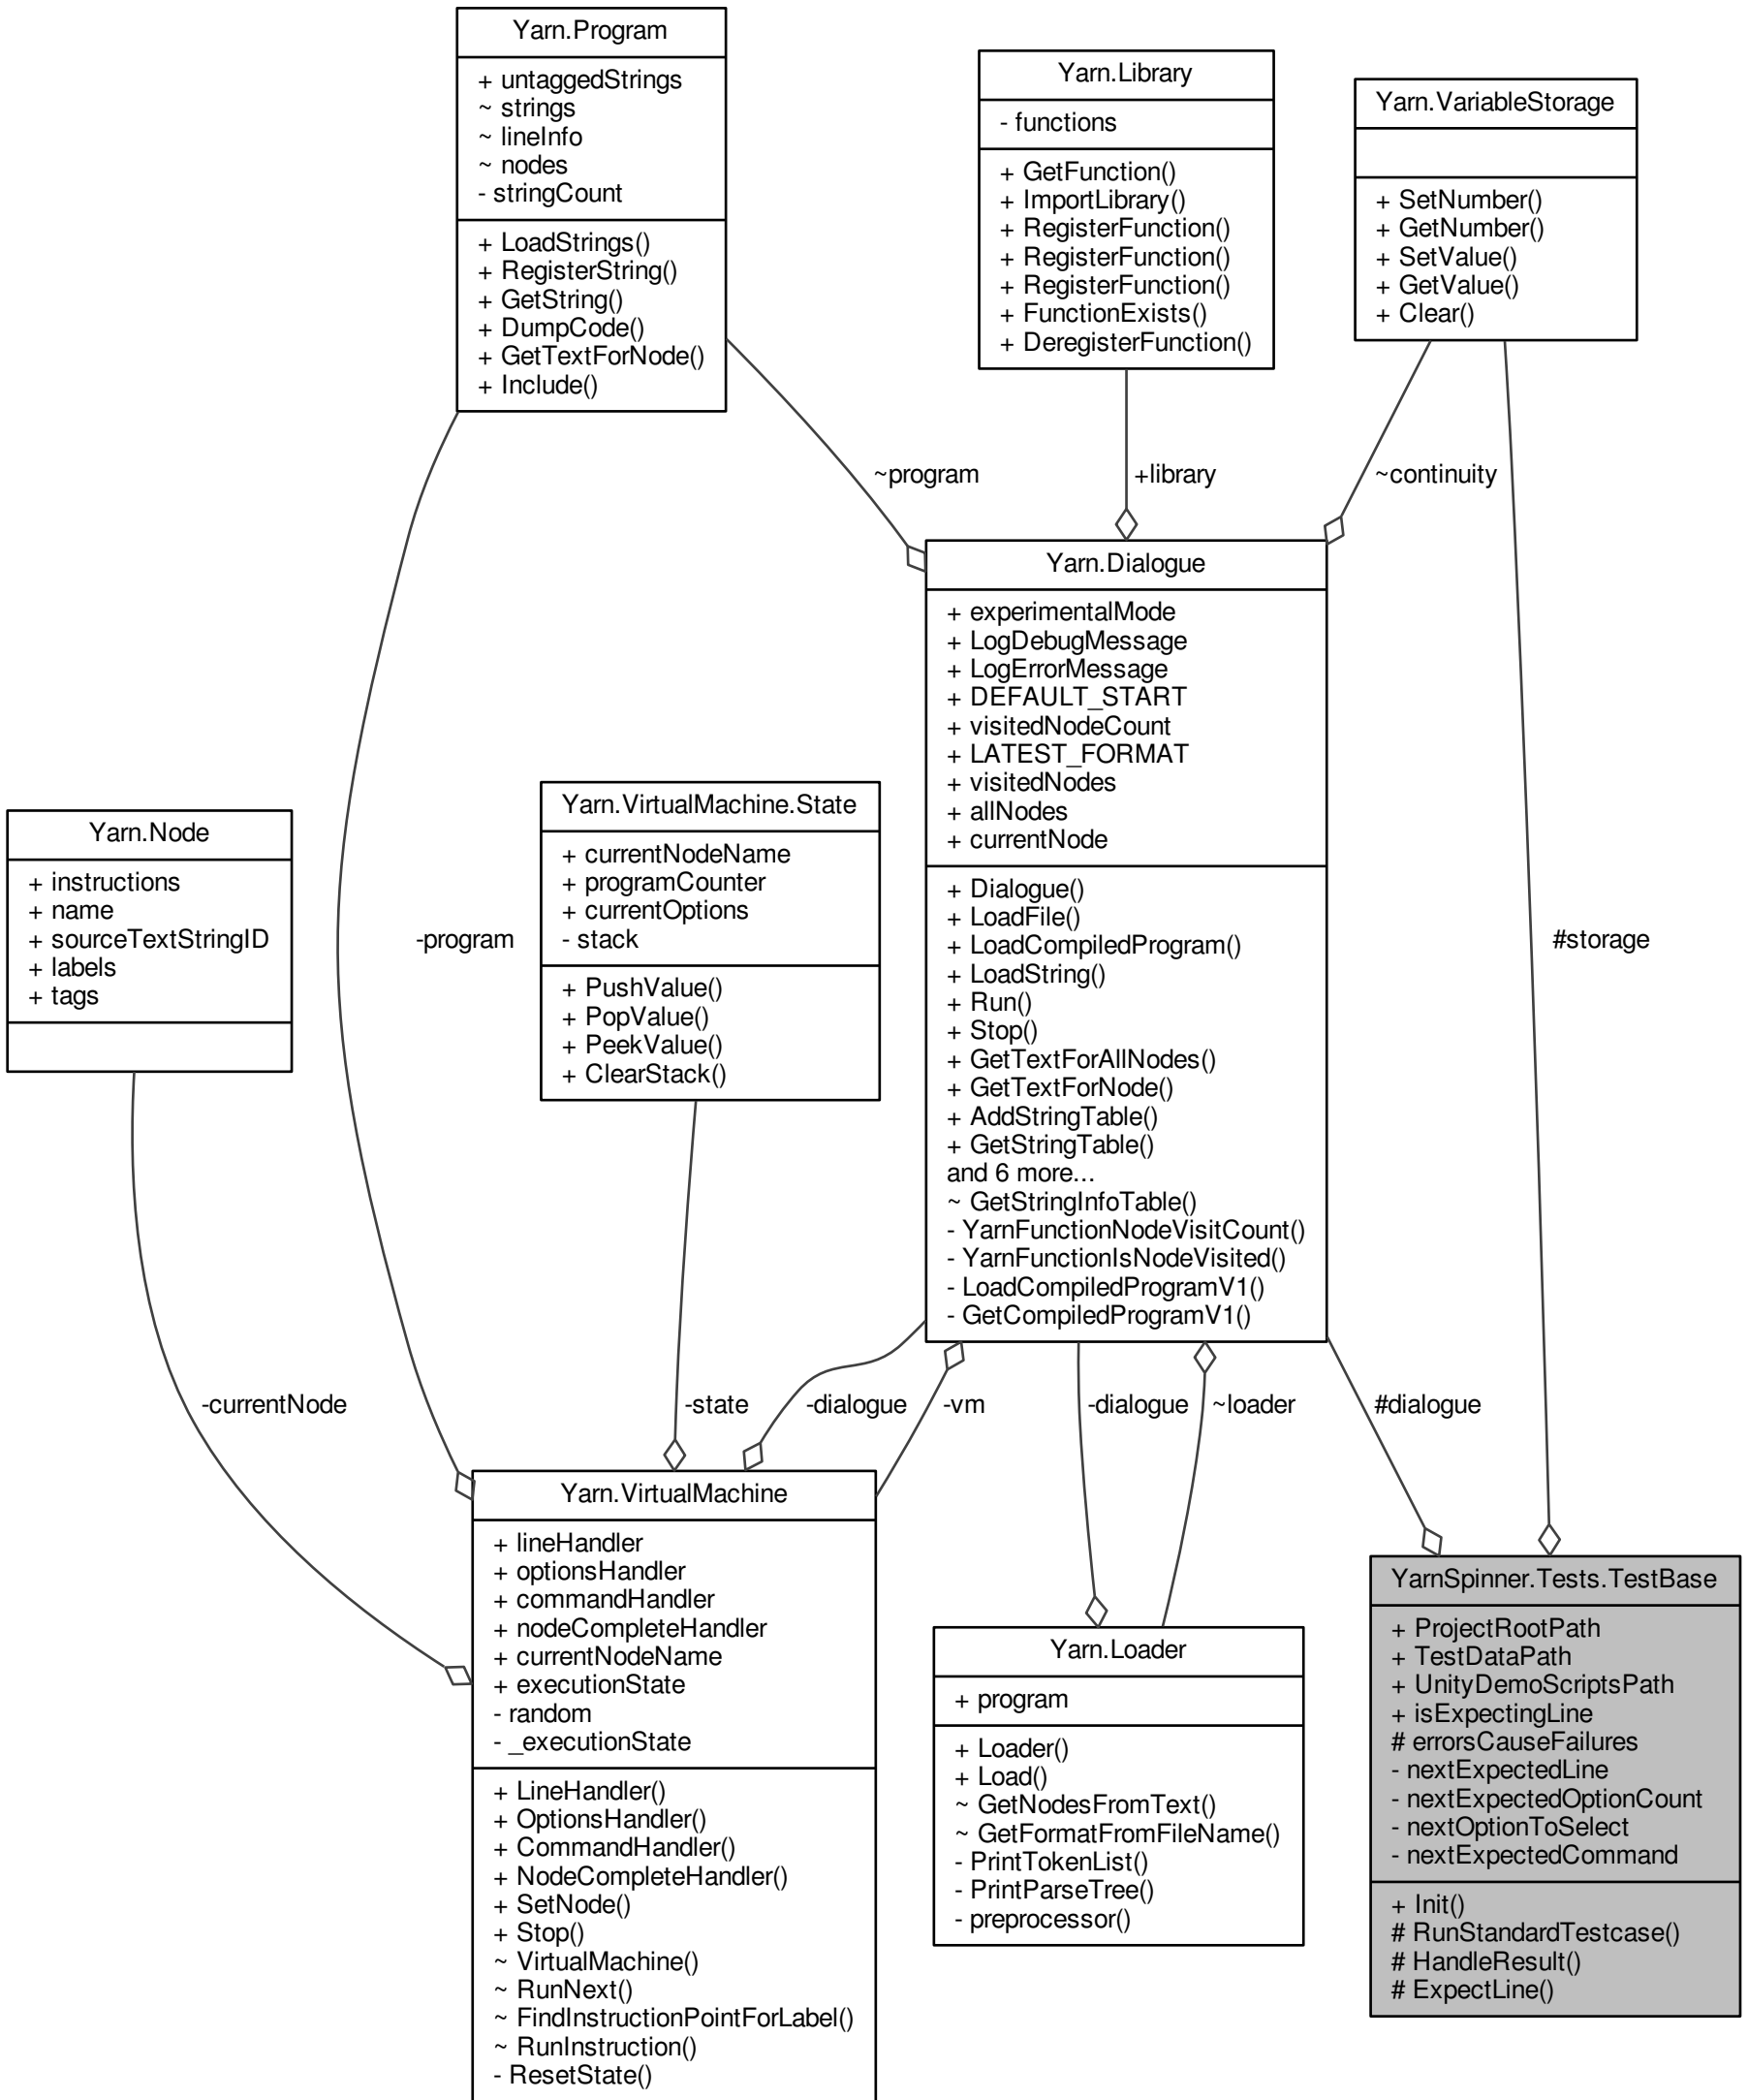 Yarn.Program
+ untaggedStrings
~ strings
~ lineInfo
~ nodes
- stringCount
+ LoadStrings()
+ RegisterString()
+ GetString()
+ DumpCode()
+ GetTextForNode()
+ Include()
Yarn.Library
- functions
+ GetFunction()
+ ImportLibrary()
+ RegisterFunction()
+ RegisterFunction()
+ RegisterFunction()
+ FunctionExists()
+ DeregisterFunction()
Yarn.VariableStorage
+ SetNumber()
+ GetNumber()
+ SetValue()
+ GetValue()
+ Clear()
~program
+library
~continuity
Yarn.Dialogue
+ experimentalMode
+ LogDebugMessage
+ LogErrorMessage
+ DEFAULT_START
+ visitedNodeCount
+ LATEST_FORMAT
+ visitedNodes
+ allNodes
+ currentNode
+ Dialogue()
+ LoadFile()
+ LoadCompiledProgram()
+ LoadString()
+ Run()
+ Stop()
+ GetTextForAllNodes()
+ GetTextForNode()
+ AddStringTable()
+ GetStringTable()
and 6 more...
~ GetStringInfoTable()
- YarnFunctionNodeVisitCount()
- YarnFunctionIsNodeVisited()
- LoadCompiledProgramV1()
- GetCompiledProgramV1()
Yarn.Node
+ instructions
+ name
+ sourceTextStringID
+ labels
+ tags
Yarn.VirtualMachine.State
+ currentNodeName
+ programCounter
+ currentOptions
- stack
+ PushValue()
+ PopValue()
+ PeekValue()
+ ClearStack()
-program
#storage
-currentNode
-state
-dialogue
-vm
-dialogue
~loader
#dialogue
Yarn.VirtualMachine
+ lineHandler
+ optionsHandler
+ commandHandler
+ nodeCompleteHandler
+ currentNodeName
+ executionState
- random
- _executionState
+ LineHandler()
+ OptionsHandler()
+ CommandHandler()
+ NodeCompleteHandler()
+ SetNode()
+ Stop()
~ VirtualMachine()
~ RunNext()
~ FindInstructionPointForLabel()
~ RunInstruction()
- ResetState()
Yarn.Loader
+ program
+ Loader()
+ Load()
~ GetNodesFromText()
~ GetFormatFromFileName()
- PrintTokenList()
- PrintParseTree()
- preprocessor()
YarnSpinner.Tests.TestBase
+ ProjectRootPath
+ TestDataPath
+ UnityDemoScriptsPath
+ isExpectingLine
# errorsCauseFailures
- nextExpectedLine
- nextExpectedOptionCount
- nextOptionToSelect
- nextExpectedCommand
+ Init()
# RunStandardTestcase()
# HandleResult()
# ExpectLine()